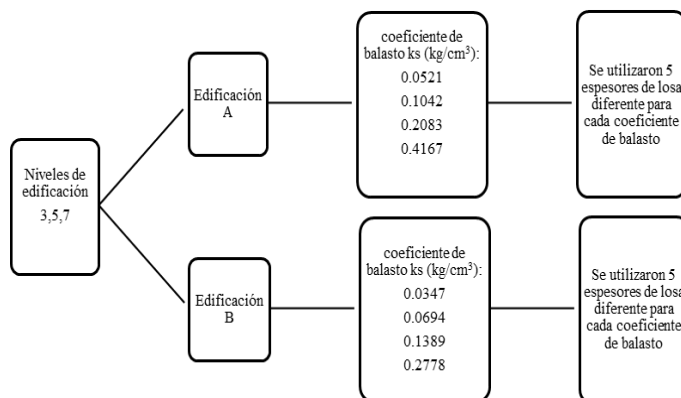 Niveles de
edificación
3,5,7
Edificación
A
coeficiente de
balasto ks (kg/cm³):
0.0521
0.1042
0.2083
0.4167
Se utilizaron 5
espesores de losa
diferente para
cada coeficiente
de balasto
Edificación
B
coeficiente de
balasto ks (kg/cm³):
0.0347
0.0694
0.1389
0.2778
Se utilizaron 5
espesores de losa
diferente para
cada coeficiente
de balasto